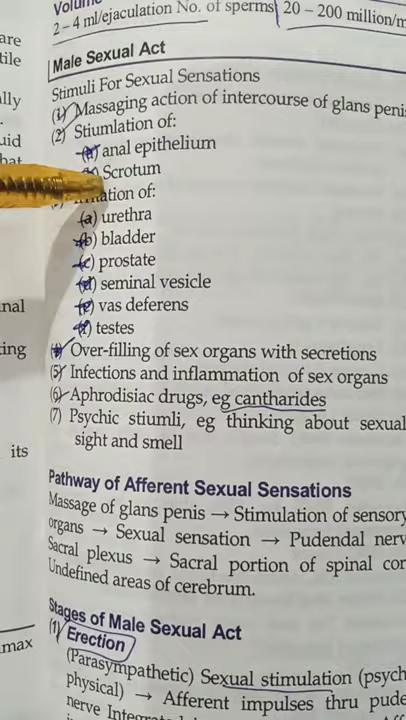 2 – 4 ml/ejaculation No. of sperms 20 – 200 million/m
Male Sexual Act
Stimuli For Sexual Sensations
(1) Massaging action of intercourse of glans peni
(2) Stiumlation of:
(a) anal epithelium
Scrotum
ation of:
(a) urethra
(b) bladder
(c) prostate
(d) seminal vesicle
(e) vas deferens
(f) testes
(4) Over-filling of sex organs with secretions
(5) Infections and inflammation of sex organs
(6) Aphrodisiac drugs, eg cantharides
(7) Psychic stiumli, eg thinking about sexual
sight and smell
Pathway of Afferent Sexual Sensations
Massage of glans penis → Stimulation of sensory
organs → Sexual sensation → Pudendal nerv
Sacral plexus → Sacral portion of spinal cor
Undefined areas of cerebrum.
Stages of Male Sexual Act
(1) Erection
(Parasympathetic) Sexual stimulation (psych
physical) → Afferent impulses thru pude
nerve
are
tile
ally
uid
hat
nal
ing
its
max